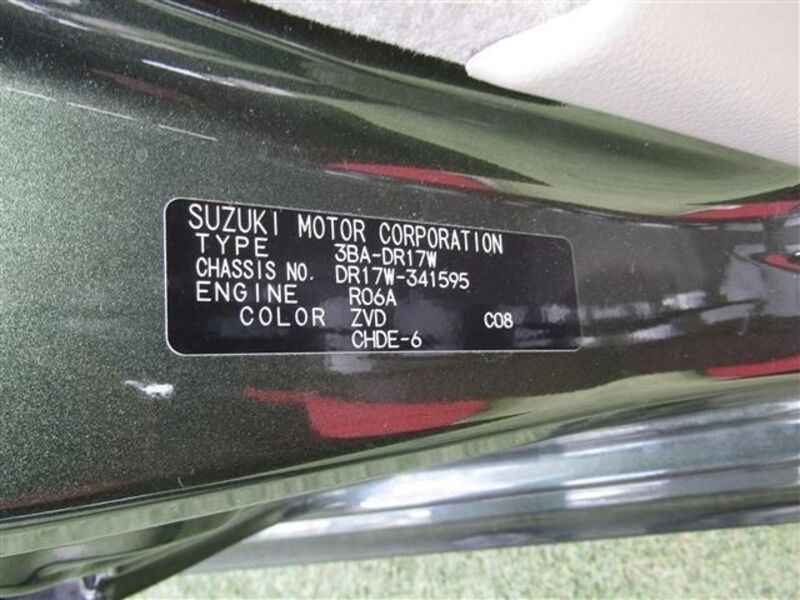 SUZUKI MOTOR CORPORATION
TYPE 3BA-DR17W
CHASSIS NO. DR17W-341595
ENGINE R06A
COLOR ZVD C08
CHDE-6